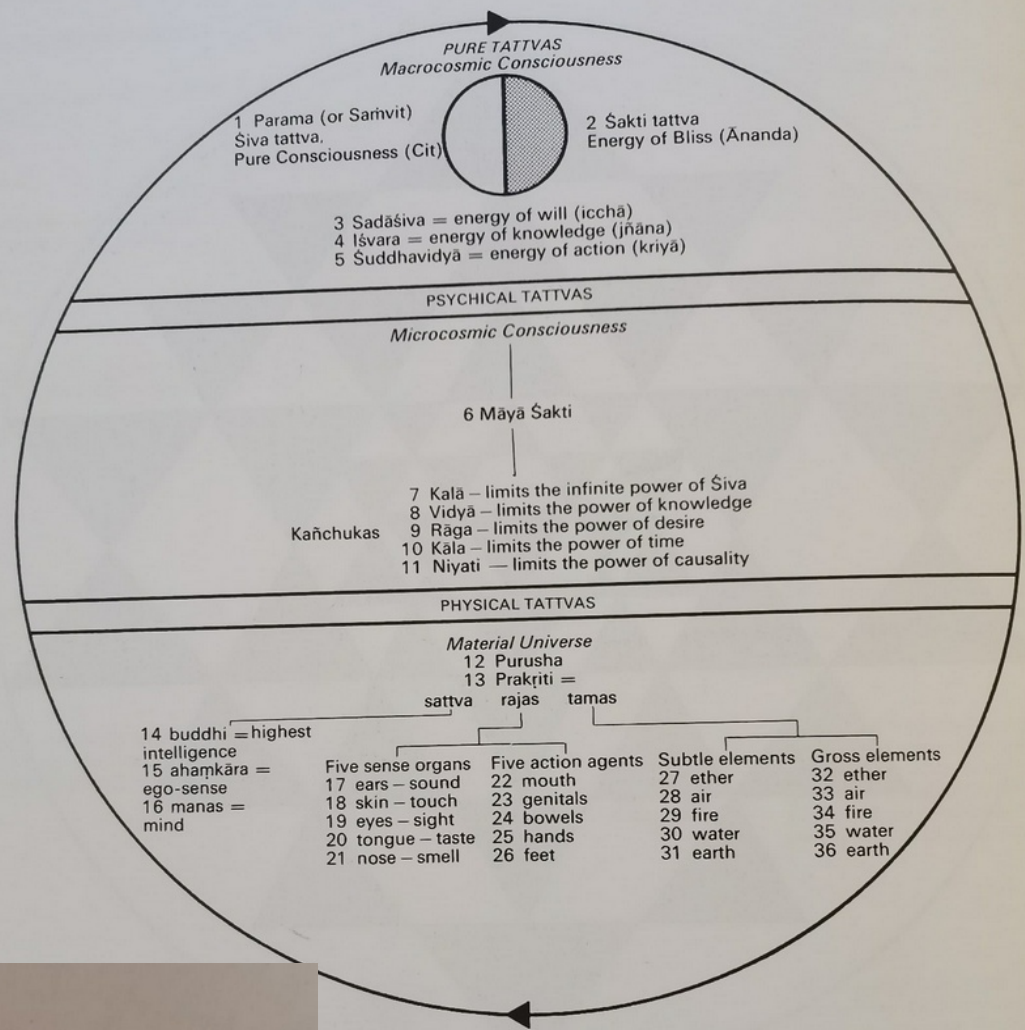 PURE TATTVAS
Macrocosmic Consciousness
1 Parama (or Saṁvit)
Śiva tattva.
Pure Consciousness (Cit)
2 Śakti tattva
Energy of Bliss (Ānanda)
3 Sadāśiva = energy of will (icchā)
4 Iśvara = energy of knowledge (jñāna)
5 Śuddhavidyā = energy of action (kriyā)
PSYCHICAL TATTVAS
Microcosmic Consciousness
6 Māyā Śakti
Kañchukas
7 Kalā – limits the infinite power of Śiva
8 Vidyā – limits the power of knowledge
9 Rāga – limits the power of desire
10 Kāla – limits the power of time
11 Niyati — limits the power of causality
PHYSICAL TATTVAS
Material Universe
12 Purusha
13 Prakṛiti =
sattva rajas tamas
14 buddhi = highest
intelligence
15 ahaṃkāra =
ego-sense
16 manas =
mind
Five sense organs
17 ears – sound
18 skin – touch
19 eyes – sight
20 tongue – taste
21 nose – smell
Five action agents
22 mouth
23 genitals
24 bowels
25 hands
26 feet
Subtle elements
27 ether
28 air
29 fire
30 water
31 earth
Gross elements
32 ether
33 air
34 fire
35 water
36 earth